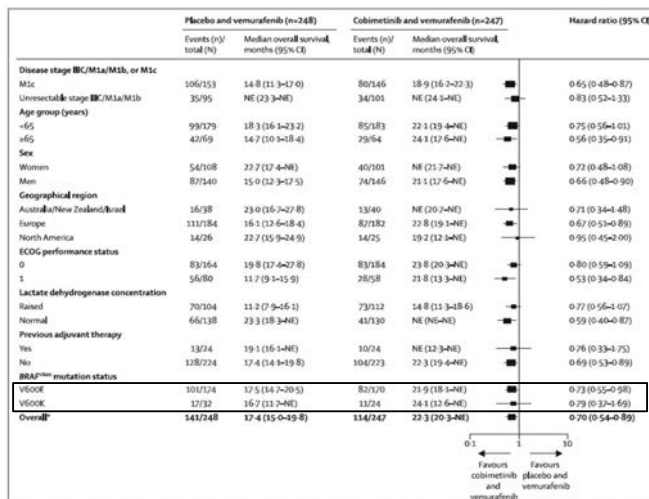 Placebo and vemurafenib (n=248) Cobimetinib and vemurafenib (n=247) Hazard ratio (95% CI)
Events (n)/ total (N) Median overall survival, months (95% CI) Events (n)/ total (N) Median overall survival, months (95% CI)
Disease stage IIIC/M1a/M1b, or M1c
M1c 106/153 14·8 (11·3–17·0) 80/146 18·9 (16·2–22·3) 0·65 (0·48–0·87)
Unresectable stage IIIC/M1a/M1b 35/95 NE (23·3–NE) 34/101 NE (24·1–NE) 0·83 (0·52–1·33)
Age group (years)
<65 99/179 18·3 (16·1–23·2) 85/183 22·1 (19·4–NE) 0·75 (0·56–1·01)
≥65 42/69 14·7 (10·1–18·4) 29/64 24·1 (17·6–NE) 0·56 (0·35–0·91)
Sex
Women 54/108 22·7 (17·4–NE) 40/101 NE (21·7–NE) 0·72 (0·48–1·08)
Men 87/140 15·0 (12·3–17·5) 74/146 21·1 (17·6–NE) 0·66 (0·48–0·90)
Geographical region
Australia/New Zealand/Israel 16/38 23·0 (16·7–27·8) 13/40 NE (20·7–NE) 0·71 (0·34–1·48)
Europe 111/184 16·1 (12·6–18·4) 87/182 22·8 (19·1–NE) 0·67 (0·51–0·89)
North America 14/26 22·7 (15·9–24·9) 14/25 19·2 (12·1–NE) 0·95 (0·45–2·00)
ECOG performance status
0 83/164 19·8 (17·4–27·8) 83/184 23·8 (20·3–NE) 0·80 (0·59–1·09)
1 56/80 11·7 (9·1–15·9) 28/58 21·8 (13·3–NE) 0·53 (0·34–0·84)
Lactate dehydrogenase concentration
Raised 70/104 11·2 (7·9–16·1) 73/112 14·8 (11·3–18·6) 0·77 (0·56–1·07)
Normal 66/138 23·3 (18·3–NE) 41/130 NE (NE–NE) 0·59 (0·40–0·87)
Previous adjuvant therapy
Yes 13/24 19·1 (16·1–NE) 10/24 NE (12·3–NE) 0·76 (0·33–1·75)
No 128/224 17·4 (14·1–19·8) 104/223 22·3 (19·4–NE) 0·69 (0·53–0·89)
BRAF mutation status
V600E 101/174 17·5 (14·7–20·5) 82/170 21·9 (18·1–NE) 0·73 (0·55–0·98)
V600K 17/32 16·7 (11·7–NE) 11/24 24·1 (12·6–NE) 0·79 (0·37–1·69)
Overall* 141/248 17·4 (15·0–19·8) 114/247 22·3 (20·3–NE) 0·70 (0·54–0·89)
0·1 1 10
Favours cobimetinib and vemurafenib Favours placebo and vemurafenib